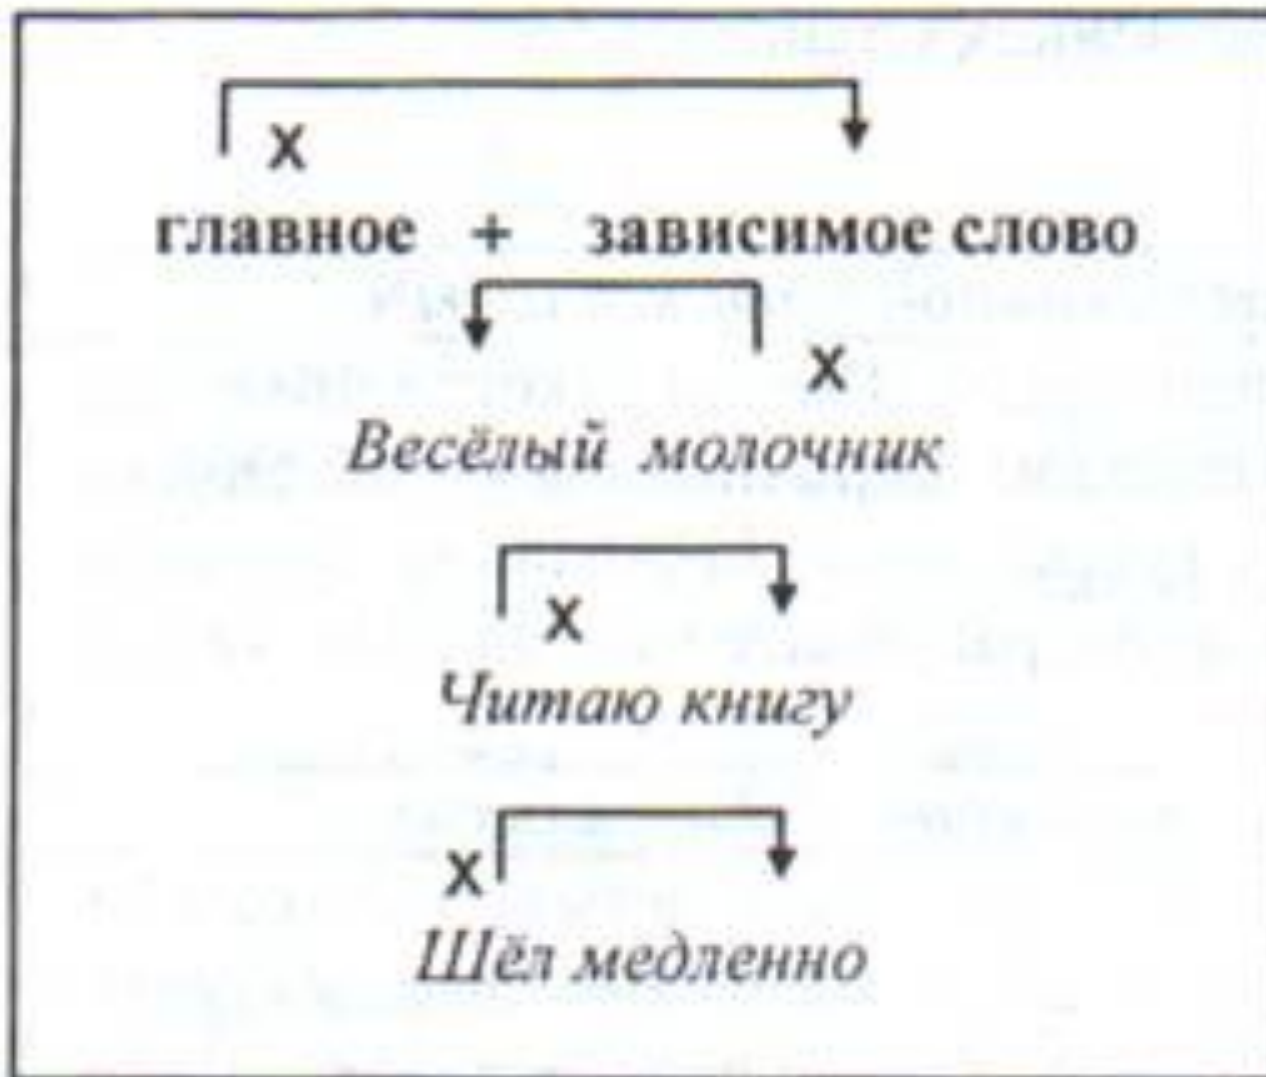 х
главное + зависимое слово
х
Весёлый молочник
х
Читаю книгу
х
Шёл медленно